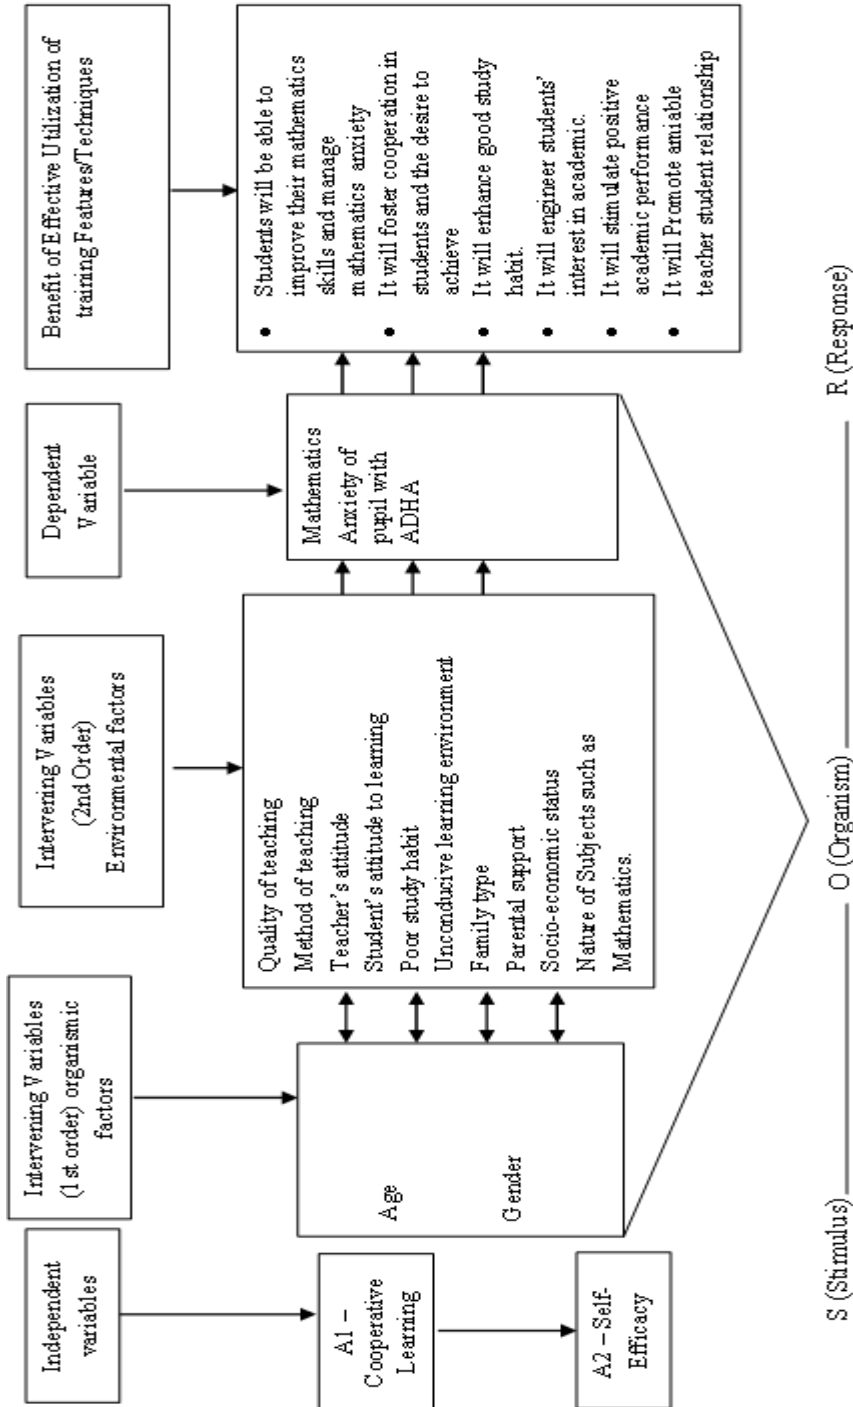 Independent
variables
Intervening Variables
(1st order) organismic
factors
Intervening Variables
(2nd Order)
Environmental factors
Dependent
Variable
Benefit of Effective Utilization of
training Features/Techniques
A1 –
Cooperative
Learning
A2 – Self-
Efficacy
Age
Gender
Quality of teaching
Method of teaching
Teacher's attitude
Student's attitude to learning
Poor study habit
Unconducive learning environment
Family type
Parental support
Socio-economic status
Nature of Subjects such as
Mathematics.
Mathematics
Anxiety of
pupil with
ADHA
• Students will be able to
improve their mathematics
skills and manage
mathematics anxiety
• It will foster cooperation in
students and the desire to
achieve
• It will enhance good study
habit.
• It will engineer students'
interest in academic.
• It will stimulate positive
academic performance
• It will Promote amiable
teacher student relationship
S (Stimulus) O (Organism) R (Response)